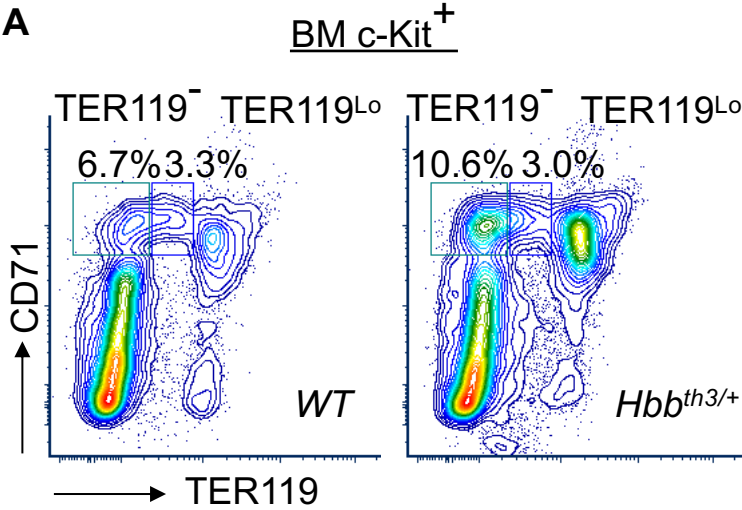 A
BM c-Kit⁺
TER119⁻ TER119ᴸᵒ TER119⁻ TER119ᴸᵒ
6.7% 3.3% 10.6% 3.0%
CD71
WT Hbbᵗʰ³/⁺
TER119